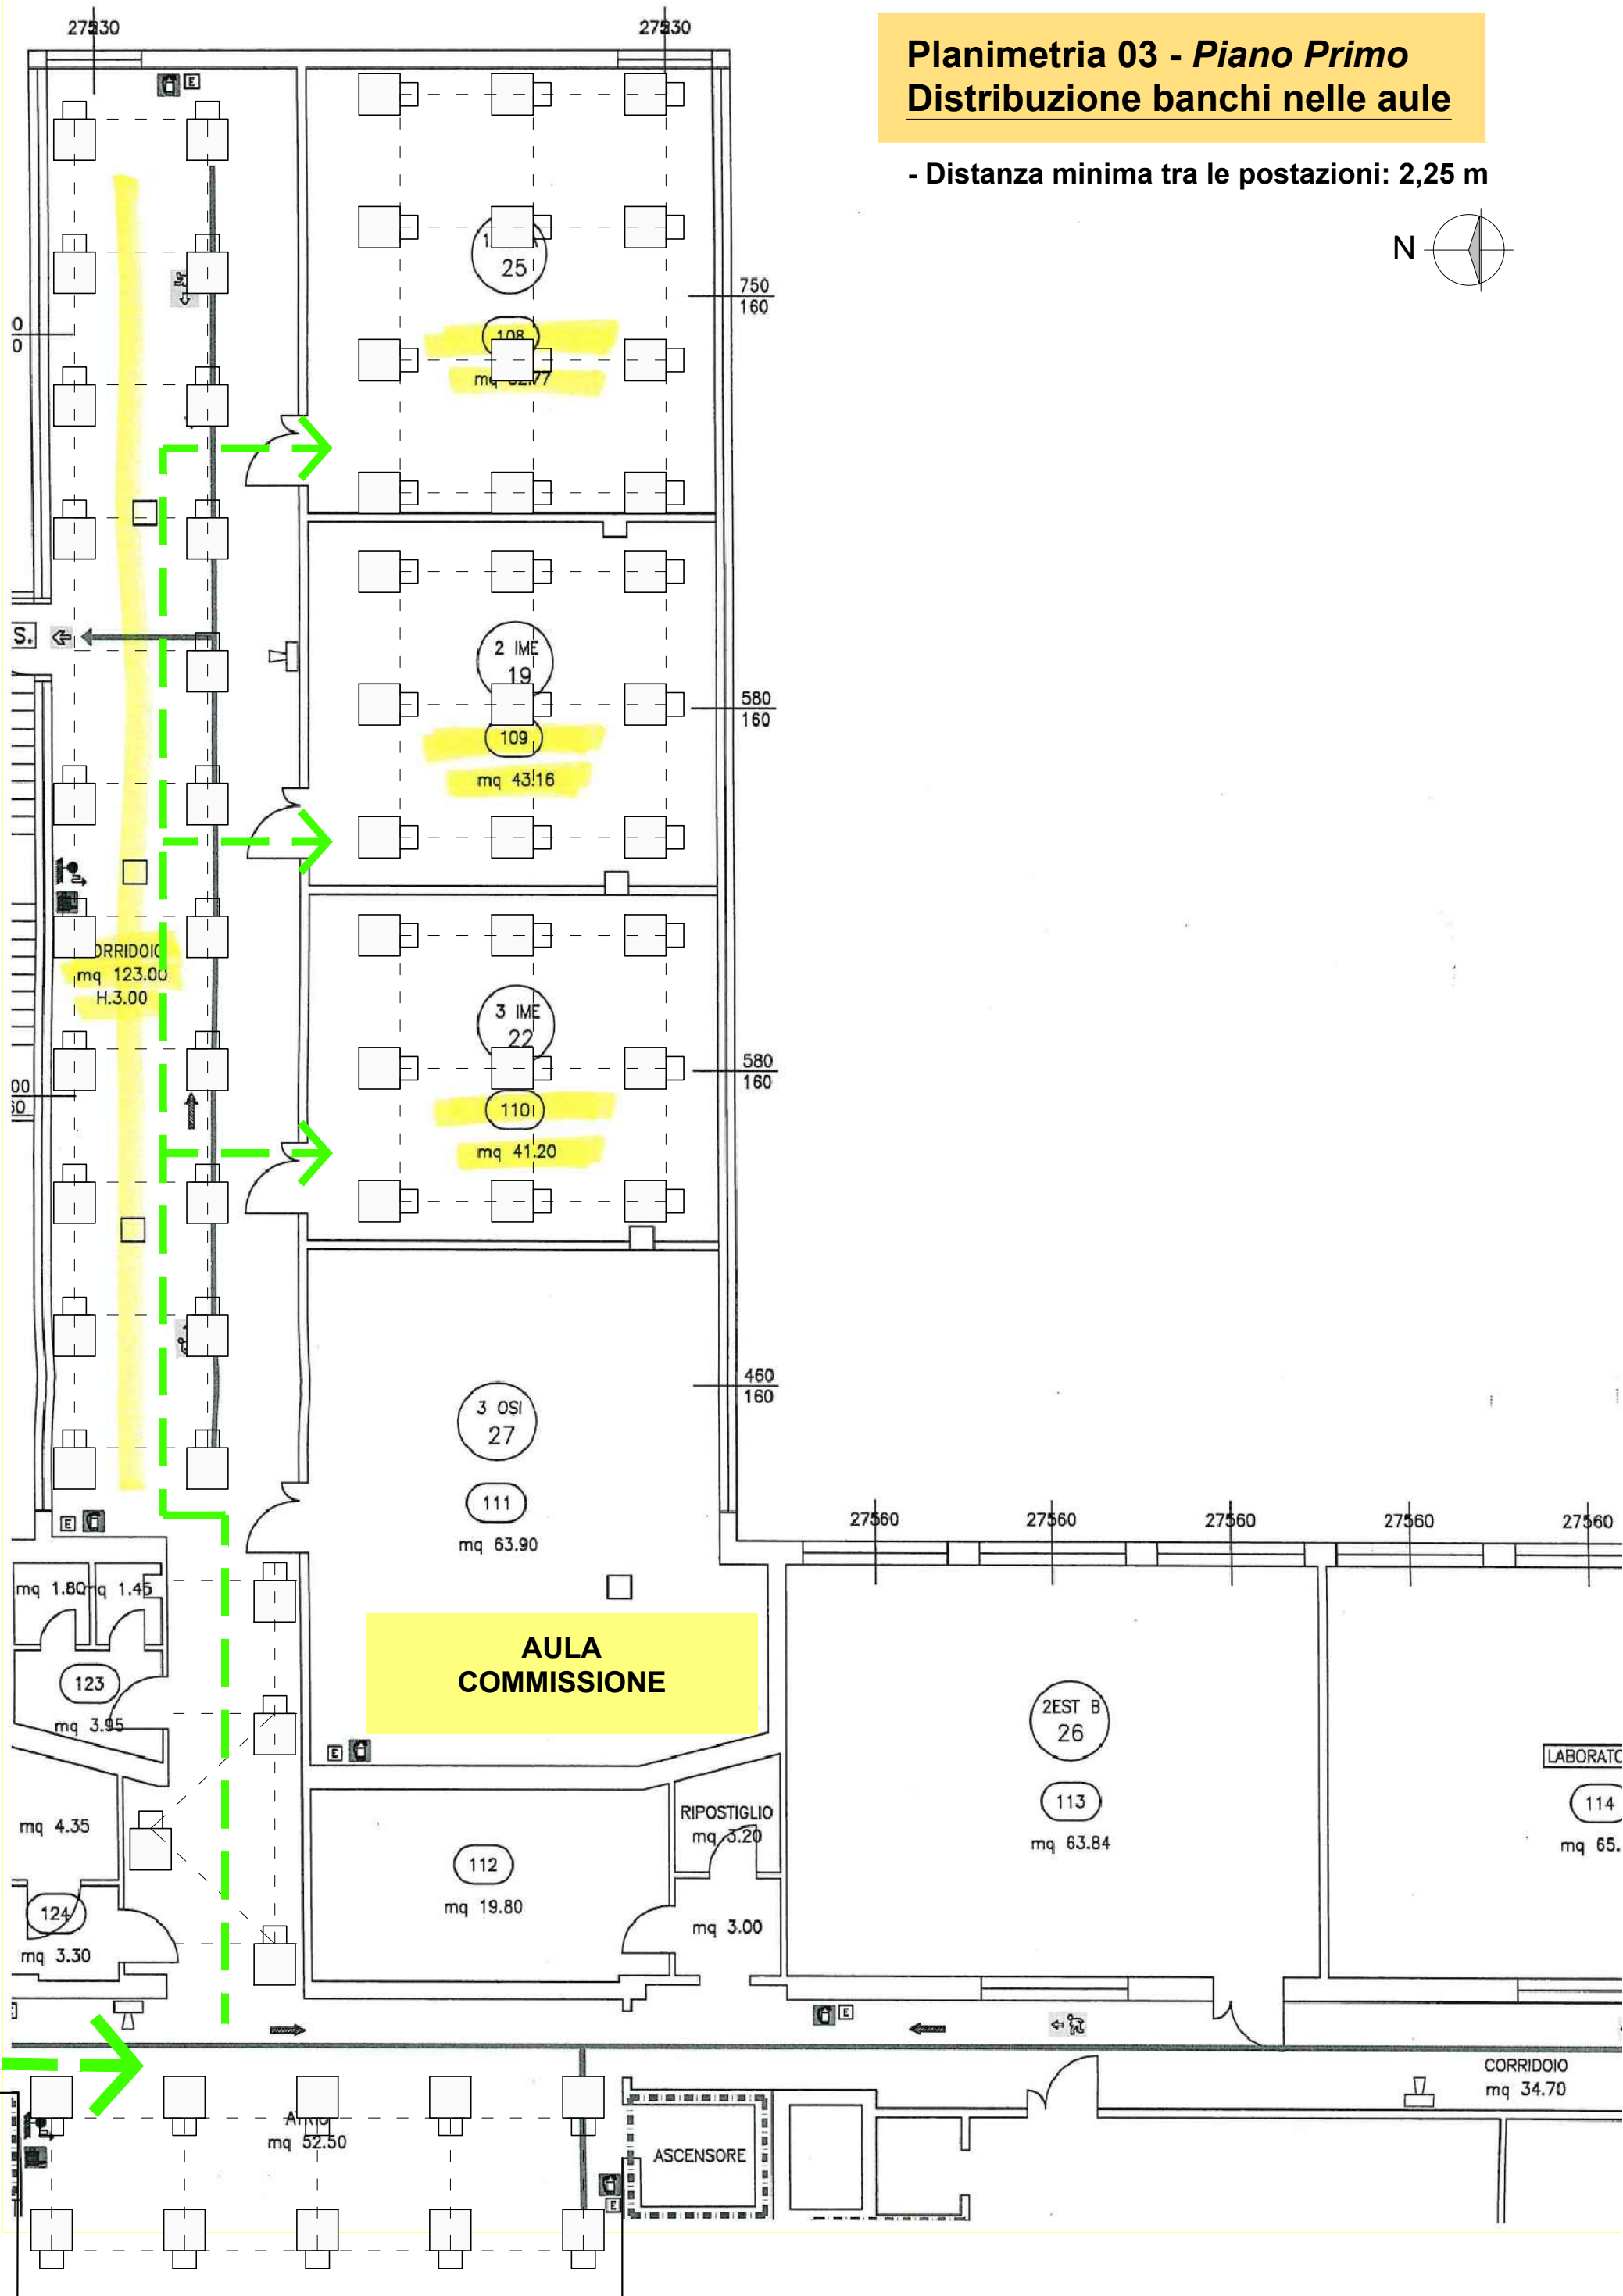 27530
27530
Planimetria 03 - Piano Primo
Distribuzione banchi nelle aule
- Distanza minima tra le postazioni: 2,25 m
N
E
25
750
160
108
0
0
S.
2 IME
19
580
160
109
mq 43.16
mq 123.00
H.3.00
3 IME
22
580
160
110
mq 41.20
460
160
3 OSI
27
111
mq 63.90
E
27560
27560
27560
27560
27560
mq 1.80
1.45
AULA
COMMISSIONE
123
mq 3.95
2EST B
26
E
LABORATO
113
114
mq 63.84
mq 65.
mq 4.35
RIPOSTIGLIO
mq 3.20
112
mq 19.80
124
mq 3.30
mq 3.00
E
CORRIDOIO
mq 34.70
mq 52.50
ASCENSORE
E